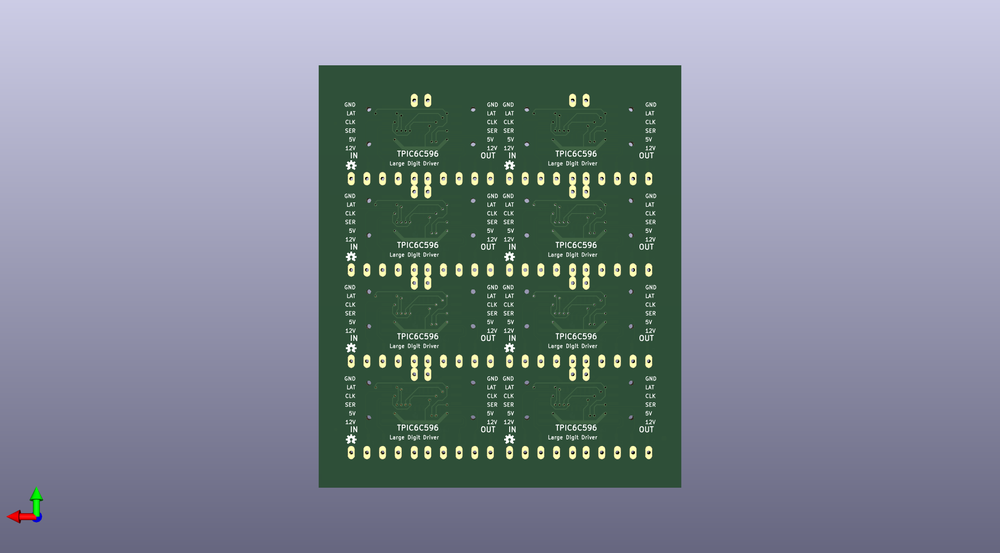 GND GND GND GND
LAT LAT LAT LAT
CLK CLK CLK CLK
SER SER SER SER
5V 5V 5V 5V
12V 12V 12V 12V
TPIC6C596 TPIC6C596
IN OUT IN OUT
Large Digit Driver Large Digit Driver
GND GND GND GND
LAT LAT LAT LAT
CLK CLK CLK CLK
SER SER SER SER
5V 5V 5V 5V
12V 12V 12V 12V
TPIC6C596 TPIC6C596
IN OUT IN OUT
Large Digit Driver Large Digit Driver
GND GND GND GND
LAT LAT LAT LAT
CLK CLK CLK CLK
SER SER SER SER
5V 5V 5V 5V
12V 12V 12V 12V
TPIC6C596 TPIC6C596
IN OUT IN OUT
Large Digit Driver Large Digit Driver
GND GND GND GND
LAT LAT LAT LAT
CLK CLK CLK CLK
SER SER SER SER
5V 5V 5V 5V
12V 12V 12V 12V
TPIC6C596 TPIC6C596
IN OUT IN OUT
Large Digit Driver Large Digit Driver